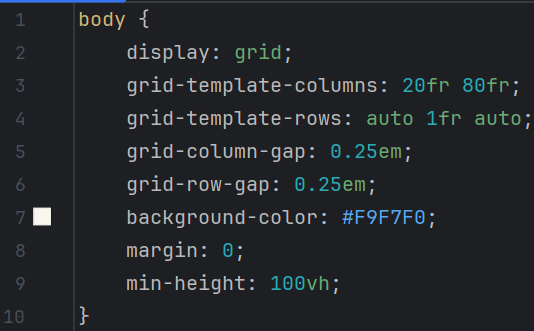 1 body {
2 display: grid;
3 grid-template-columns: 20fr 80fr;
4 grid-template-rows: auto 1fr auto;
5 grid-column-gap: 0.25em;
6 grid-row-gap: 0.25em;
7 background-color: #F9F7F0;
8 margin: 0;
9 min-height: 100vh;
10 }